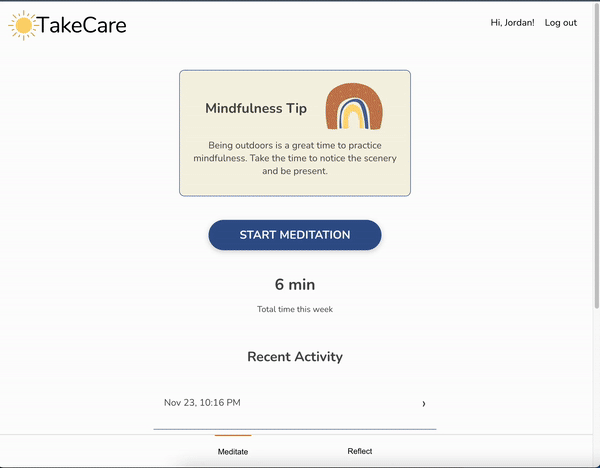 TakeCare
Hi, Jordan! Log out
Mindfulness Tip
Being outdoors is a great time to practice
mindfulness. Take the time to notice the scenery
and be present.
START MEDITATION
6 min
Total time this week
Recent Activity
Nov 23, 10:16 PM ›
Meditate Reflect